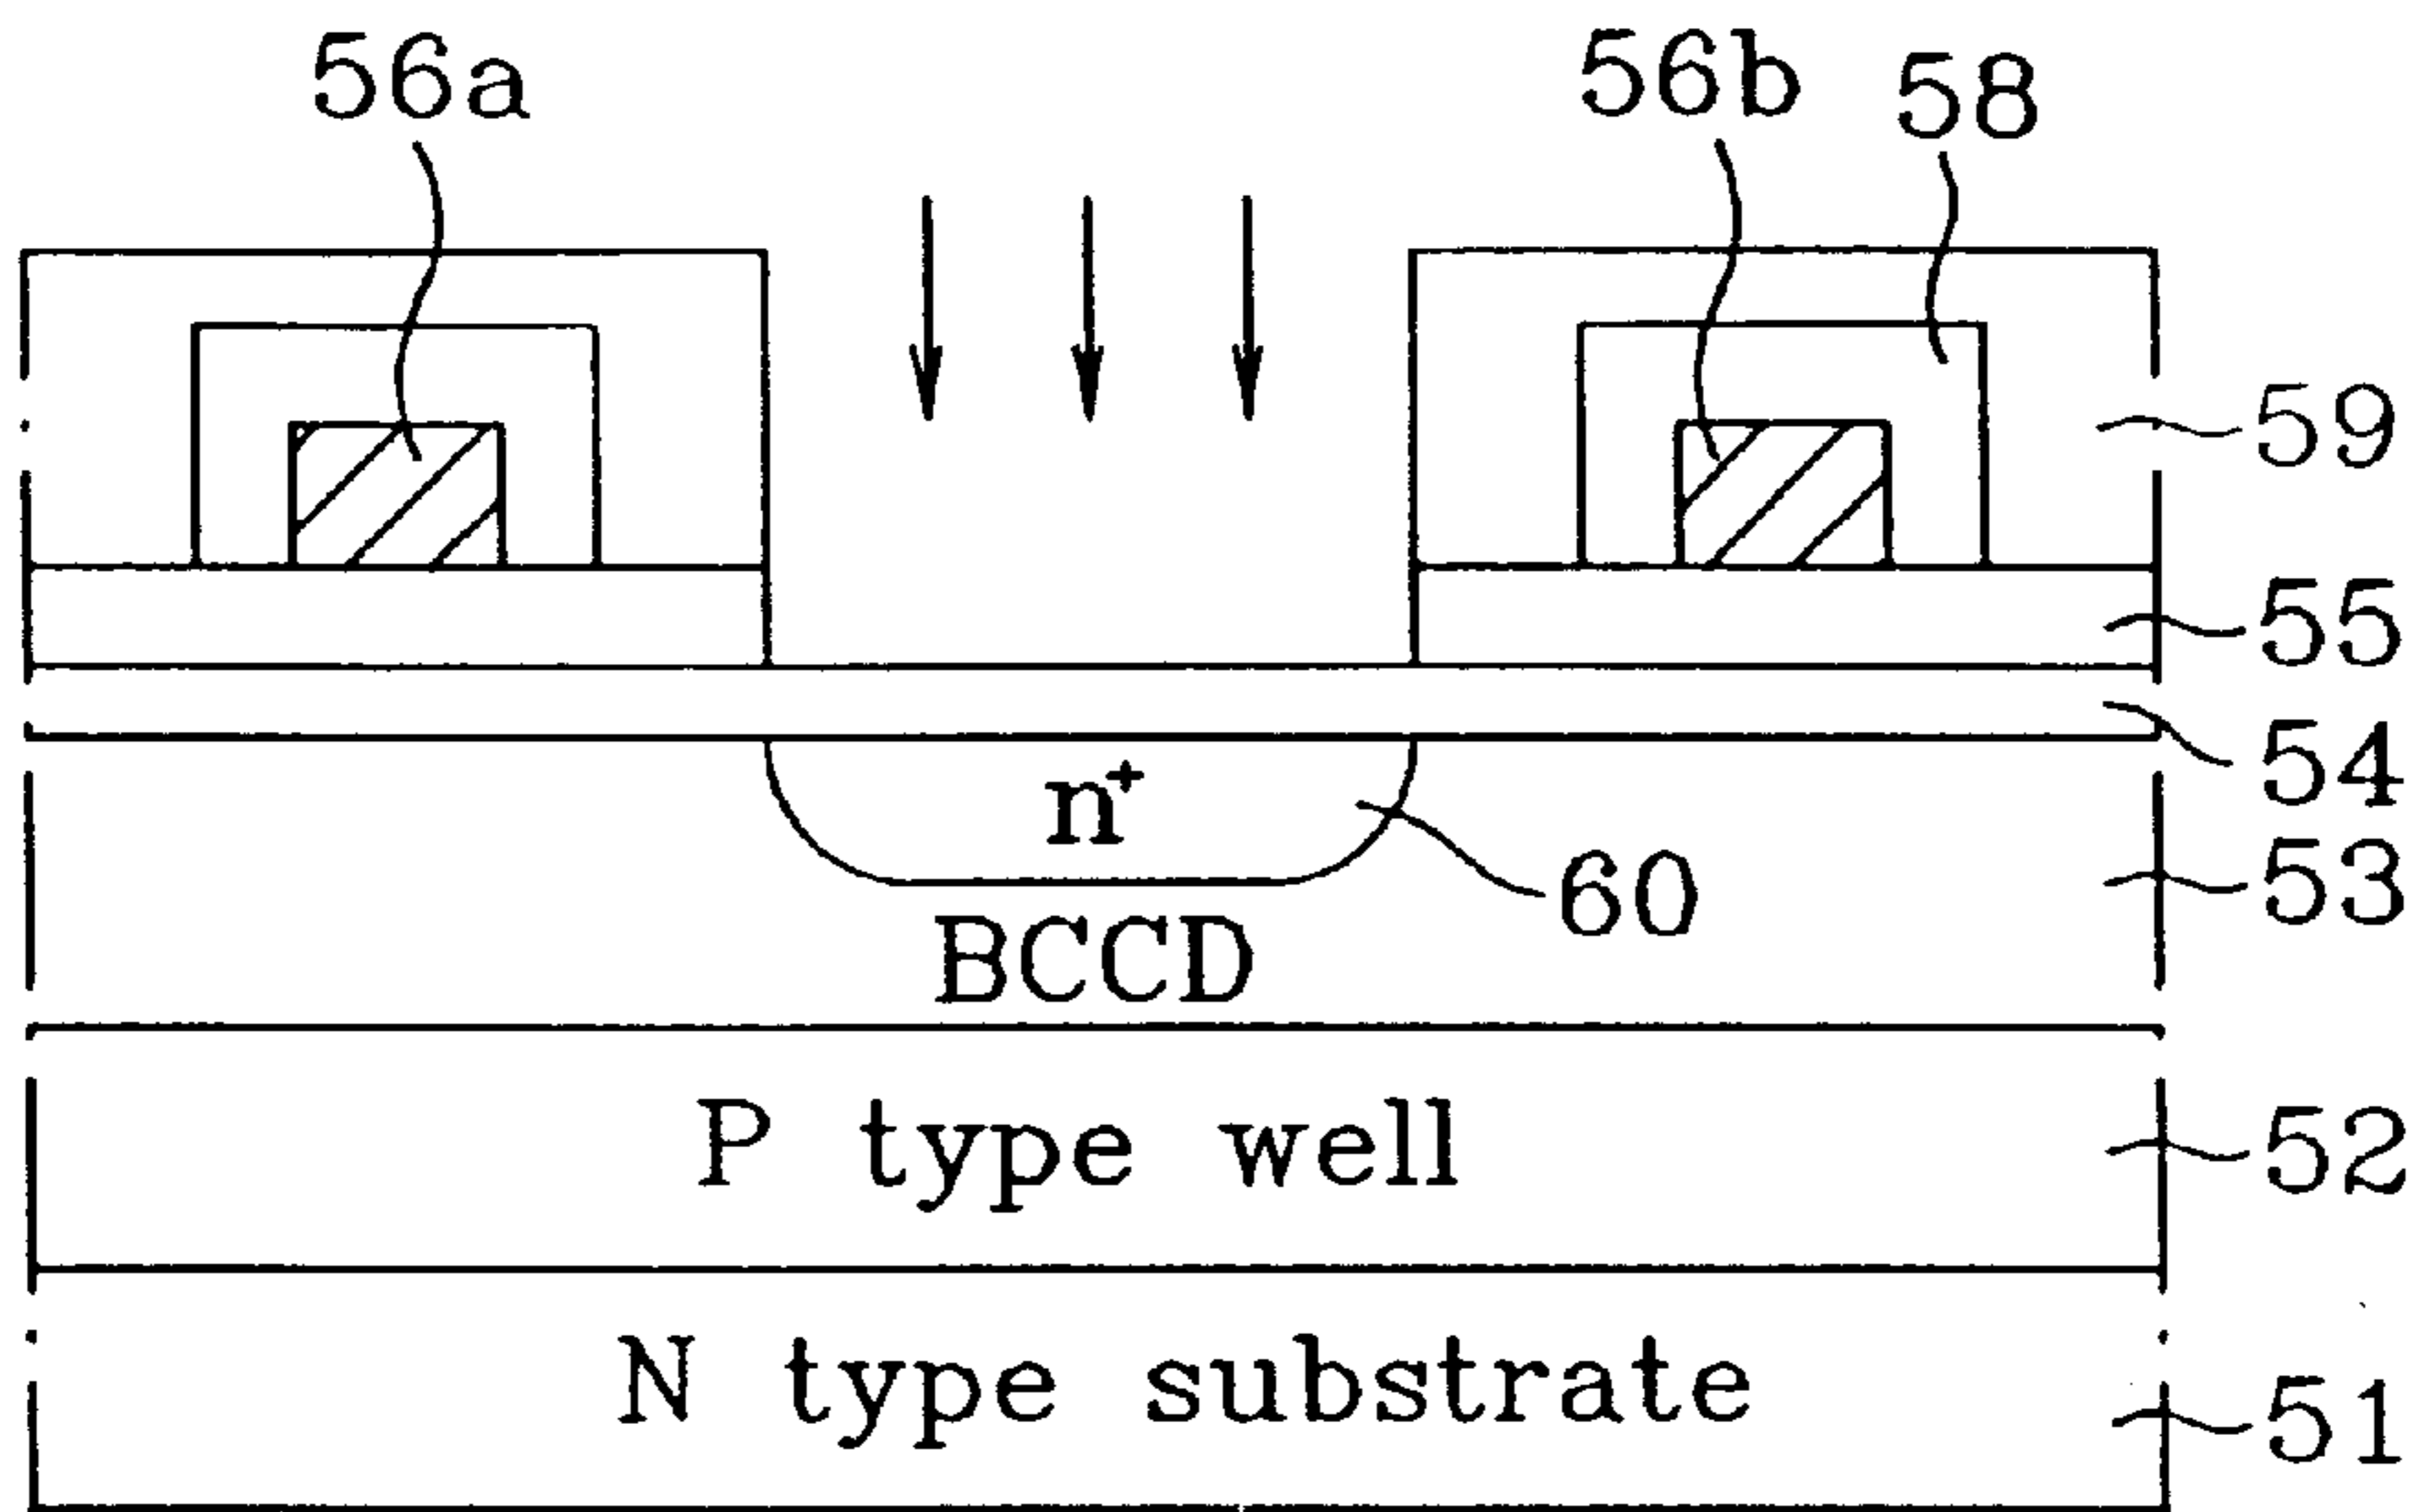 56a
56b
58
59
55
54
n+
53
60
BCCD
P type well
52
N type substrate
51